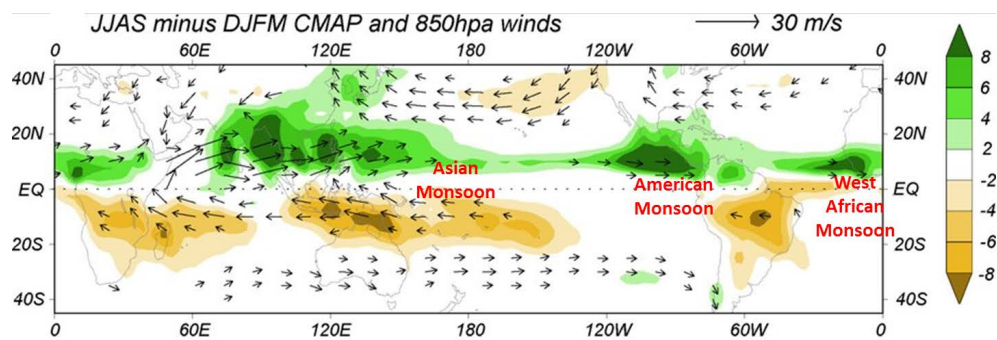 JJAS minus DJFM CMAP and 850hpa winds
30 m/s
0 60E 120E 180 120W 60W 0
40N 40N
20N 20N
EQ EQ
20S 20S
40S 40S
Asian
Monsoon
American
Monsoon
West
African
Monsoon
8
6
4
2
-2
-4
-6
-8
0 60E 120E 180 120W 60W 0